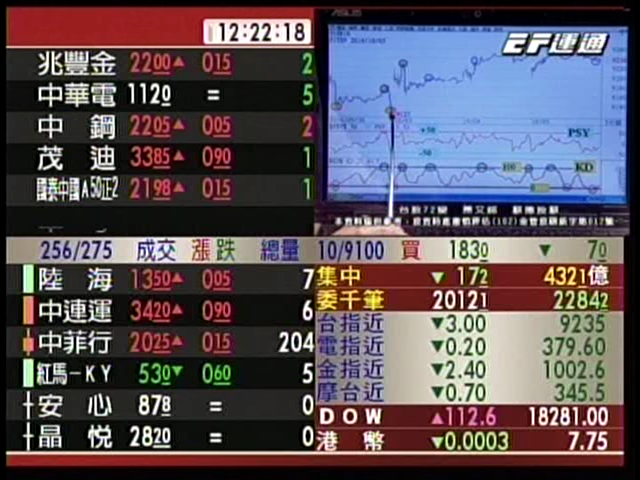 12:22:18
兆豐金 2200▲ 015 2
中華電 1120 = 5
中 鋼 2205▲ 005 2
茂 迪 3385▲ 090 1
國泰中國A50正2 2198▲ 015 1
EF運通
PSY
KD
+50
-50
100
256/275 成交 漲跌 總量
10/9100 買 1830 ▼ 70
陸 海 1350▲ 005 7
中連運 3420▲ 090 6
中菲行 2025▲ 015 204
紅馬-KY 530▼ 060 5
安 心 878 = 0
晶 悅 2820 = 0
集中 ▼ 172 4321億
委千筆 20121 22842
台指近 ▼3.00 9235
電指近 ▼0.20 379.60
金指近 ▼2.40 1002.6
摩台近 ▼0.70 345.5
DOW ▲112.6 18281.00
港 幣 ▼0.0003 7.75